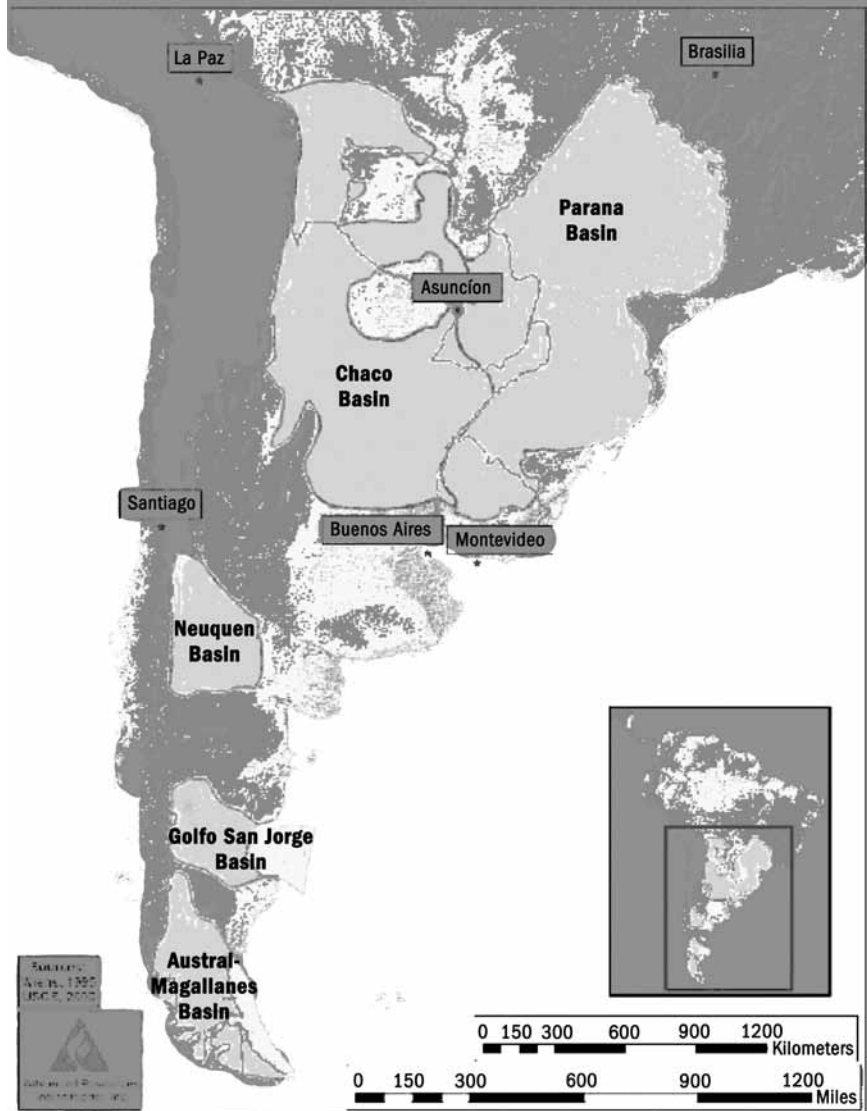 La Paz
Brasilia
Parana
Basin
Asuncíon
Chaco
Basin
Santiago
Buenos Aires
Montevideo
Neuquen
Basin
Golfo San Jorge
Basin
Austral-
Magallanes
Basin
0 150 300 600 900 1200
Kilometers
0 150 300 600 900 1200
Miles